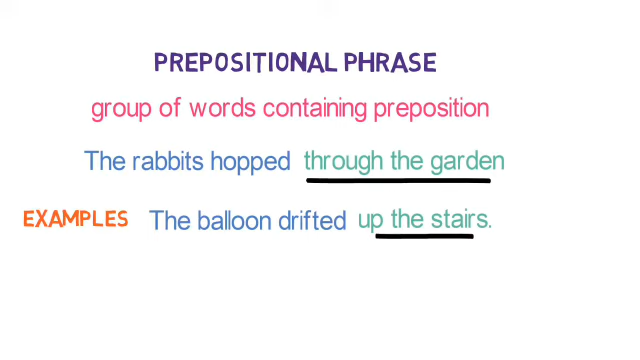 PREPOSITIONAL PHRASE
group of words containing preposition
The rabbits hopped through the garden
EXAMPLES The balloon drifted up the stairs.